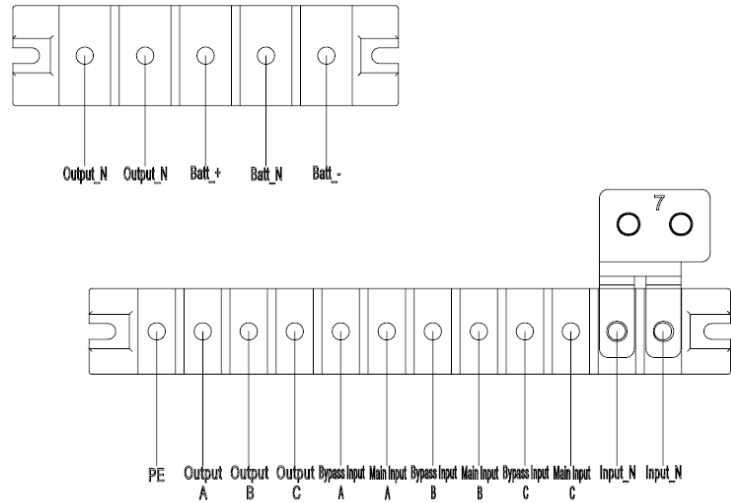 Output_N Output_N Batt_+ Batt_N Batt_-
7
PE Output Output Output Bypass Input Main Input Bypass Input Main Input Bypass Input Main Input Input_N Input_N
A B C A A B B C C